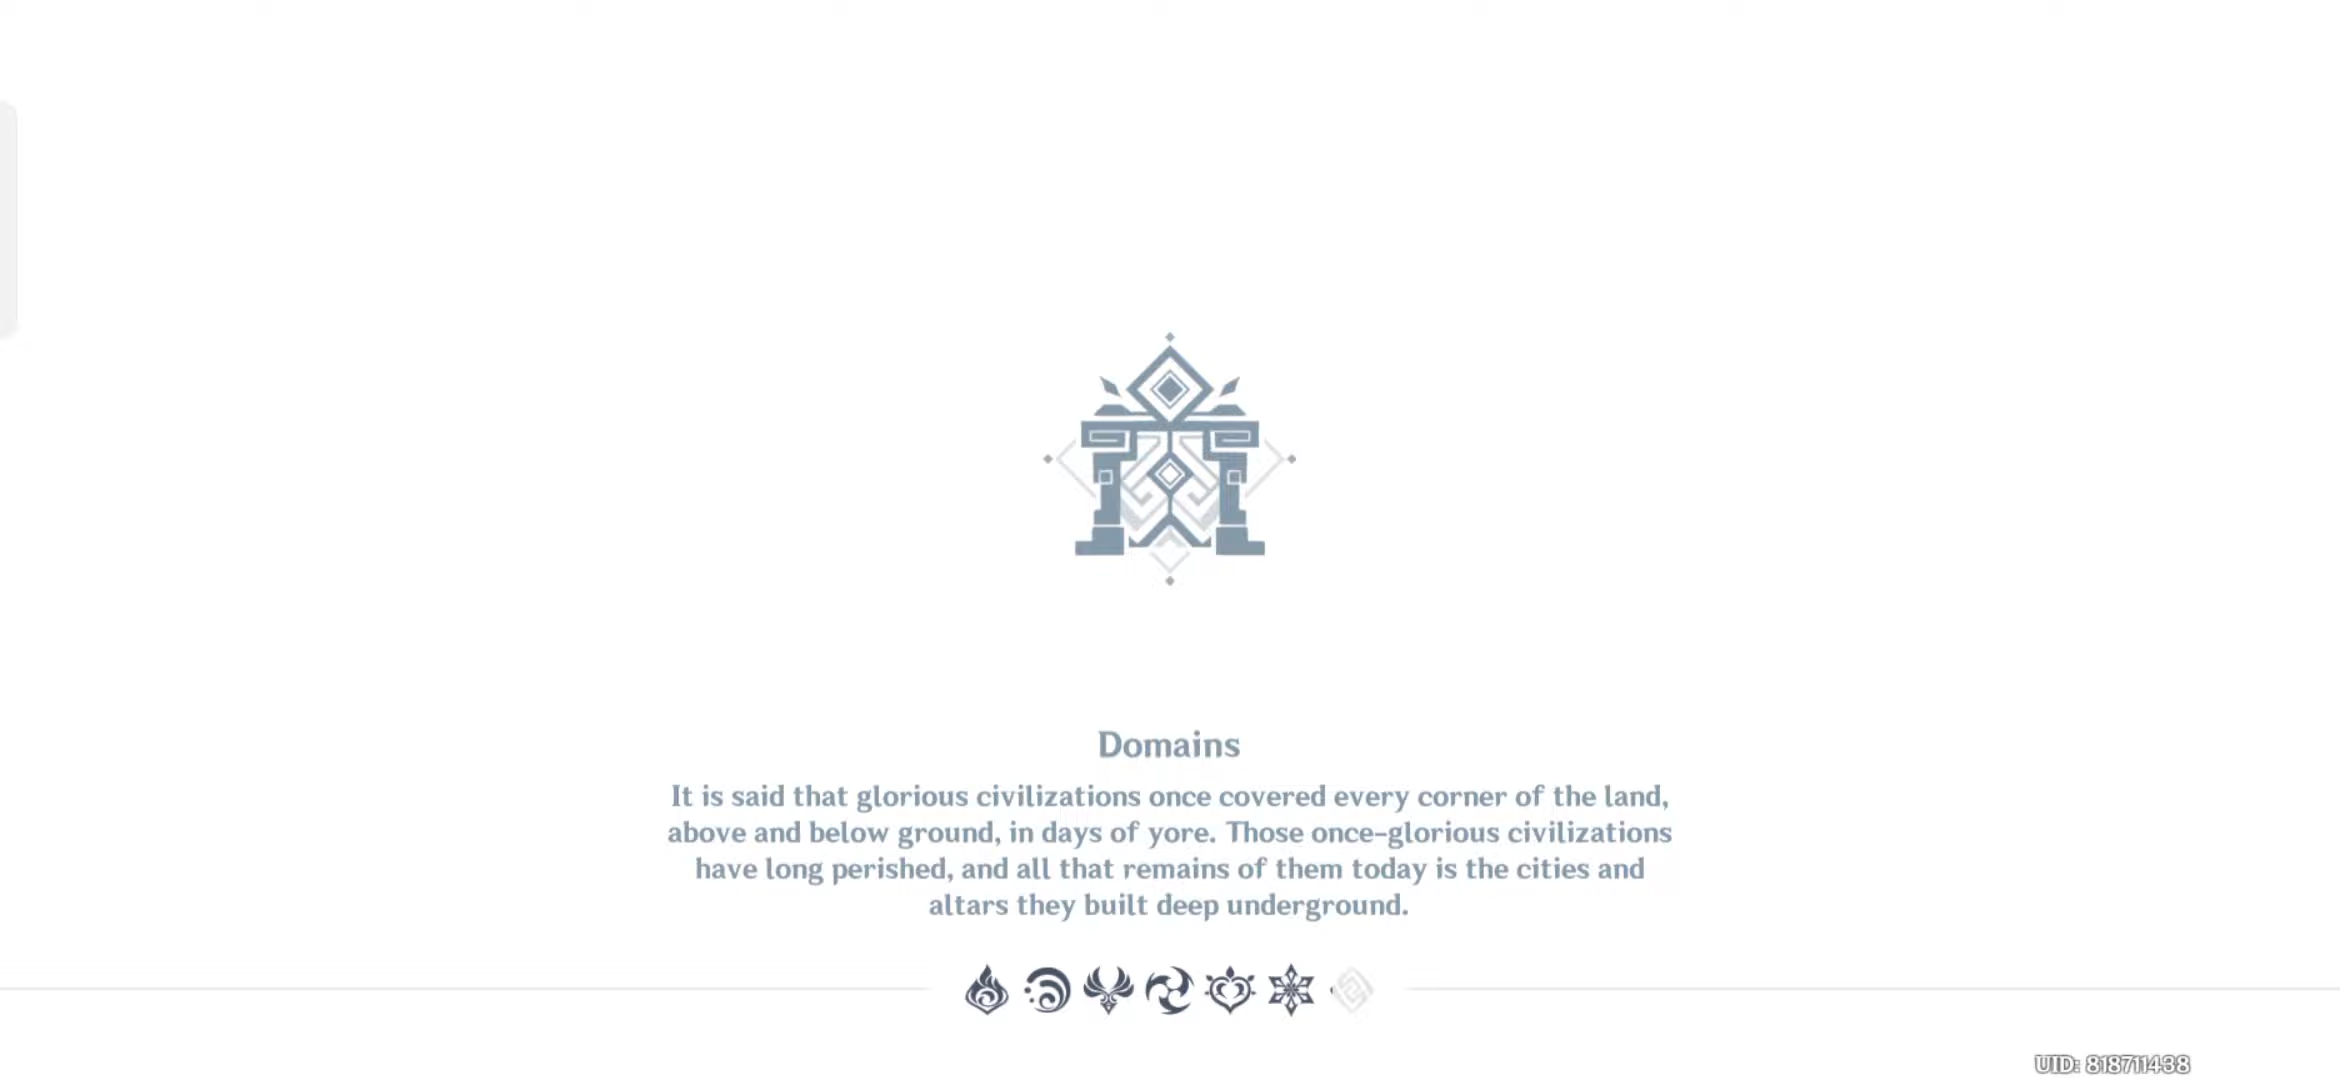 Domains
It is said that glorious civilizations once covered every corner of the land,
above and below ground, in days of yore. Those once-glorious civilizations
have long perished, and all that remains of them today is the cities and
altars they built deep underground.
UID: 818711438